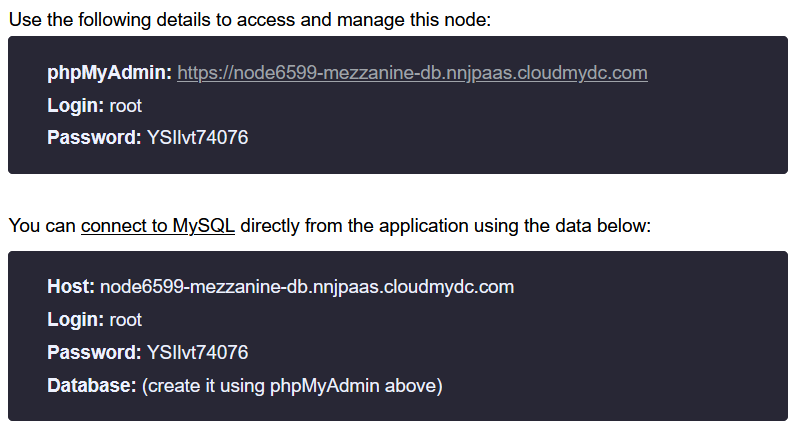 Use the following details to access and manage this node:
phpMyAdmin: https://node6599-mezzanine-db.nnjpaas.cloudmydc.com
Login: root
Password: YSIlvt74076
You can connect to MySQL directly from the application using the data below:
Host: node6599-mezzanine-db.nnjpaas.cloudmydc.com
Login: root
Password: YSIlvt74076
Database: (create it using phpMyAdmin above)